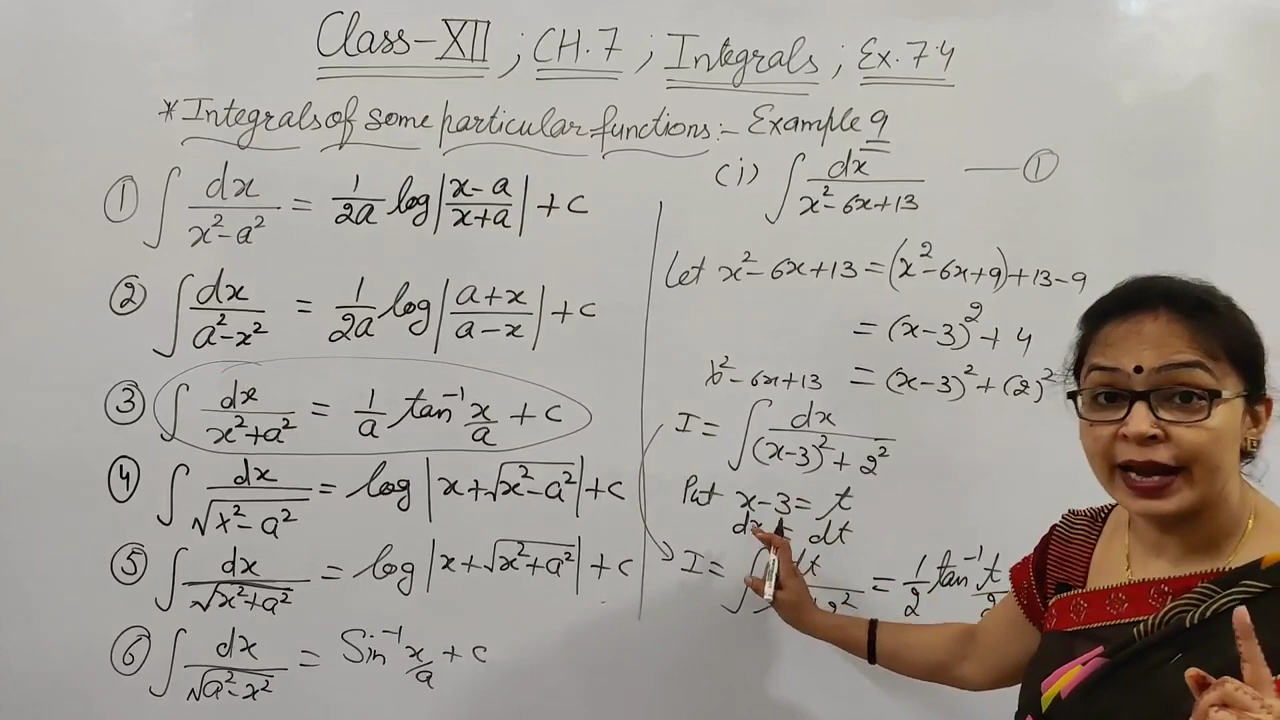 Class-XII ; CH.7 ; Integrals ; Ex.7.4
*Integrals of some particular functions:- Example 9
① ∫ dx/(x²-a²) = 1/2a log|x-a/x+a| + c
② ∫ dx/(a²-x²) = 1/2a log|a+x/a-x| + c
③ ∫ dx/(x²+a²) = 1/a tan⁻¹ x/a + c
④ ∫ dx/√(x²-a²) = log|x+√(x²-a²)| + c
⑤ ∫ dx/√(x²+a²) = log|x+√(x²+a²)| + c
⑥ ∫ dx/√(a²-x²) = Sin⁻¹ x/a + c
(i) ∫ dx/(x²-6x+13) — ①
Let x²-6x+13 = (x²-6x+9)+13-9
= (x-3)²+4
x²-6x+13 = (x-3)²+(2)²
I = ∫ dx/((x-3)²+2²)
Put x-3 = t
dx = dt
I = ∫ dt/ 2² = 1/2 tan⁻¹ t/2